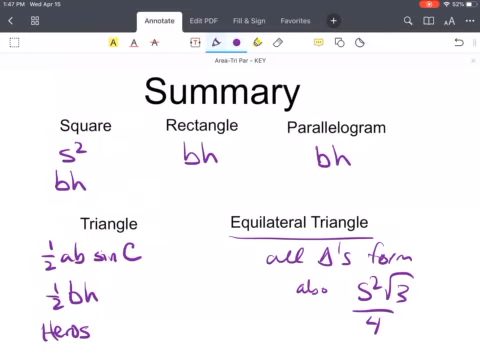 1:47 PM Wed Apr 15
52%
Annotate Edit PDF Fill & Sign Favorites
Area-Tri Par - KEY
Summary
Square Rectangle Parallelogram
s² bh bh
bh
Triangle Equilateral Triangle
½ ab sin C all Δ's form
½ bh also s²√3/4
Heros